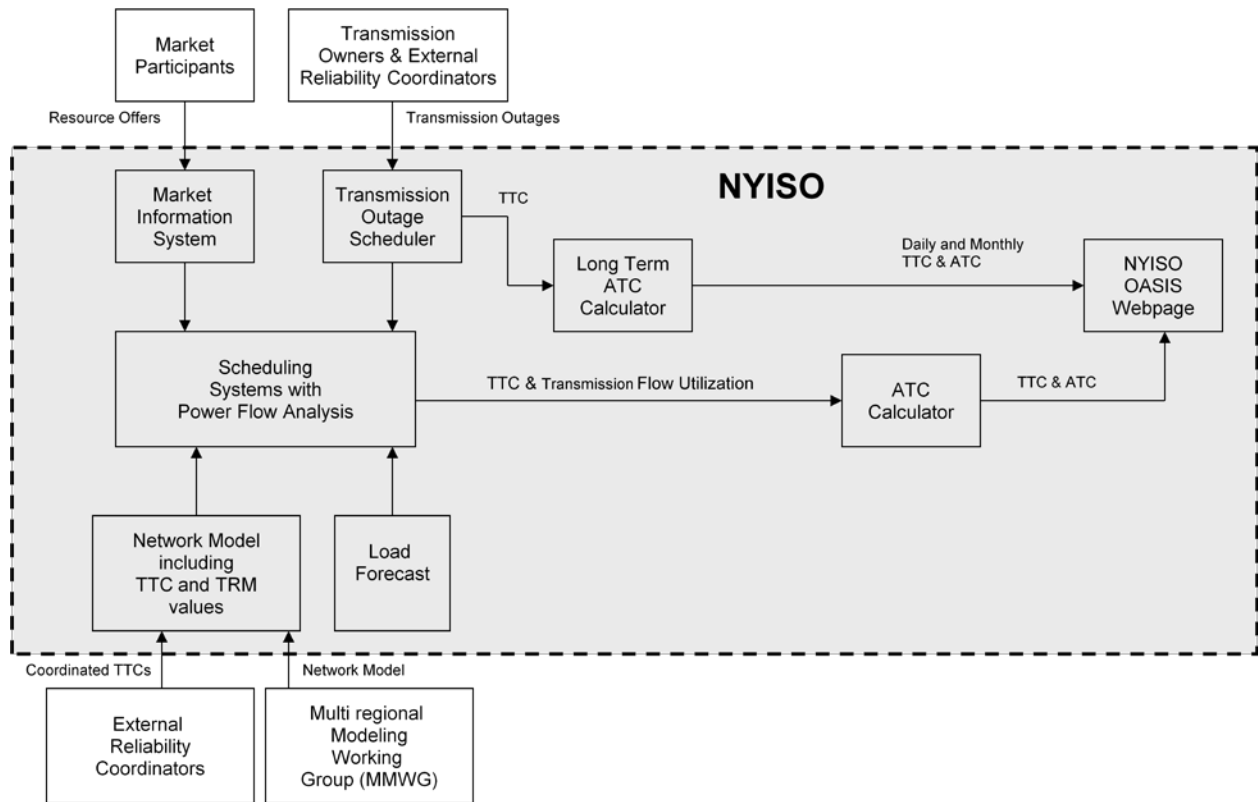 Market
Participants
Transmission
Owners & External
Reliability Coordinators
Resource Offers
Transmission Outages
NYISO
Market
Information
System
Transmission
Outage
Scheduler
TTC
Long Term
ATC
Calculator
Daily and Monthly
TTC & ATC
NYISO
OASIS
Webpage
Scheduling
Systems with
Power Flow Analysis
TTC & Transmission Flow Utilization
ATC
Calculator
TTC & ATC
Network Model
including
TTC and TRM
values
Load
Forecast
Coordinated TTCs
Network Model
External
Reliability
Coordinators
Multi regional
Modeling
Working
Group (MMWG)